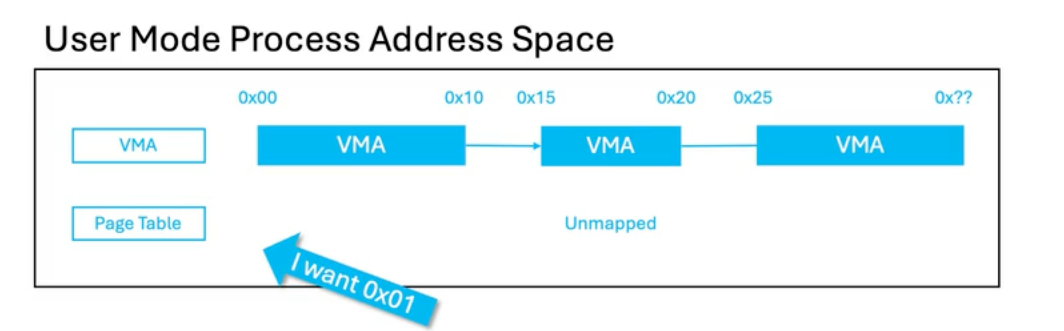 User Mode Process Address Space
0x00 0x10 0x15 0x20 0x25 0x??
VMA VMA VMA VMA
Page Table Unmapped
I want 0x01